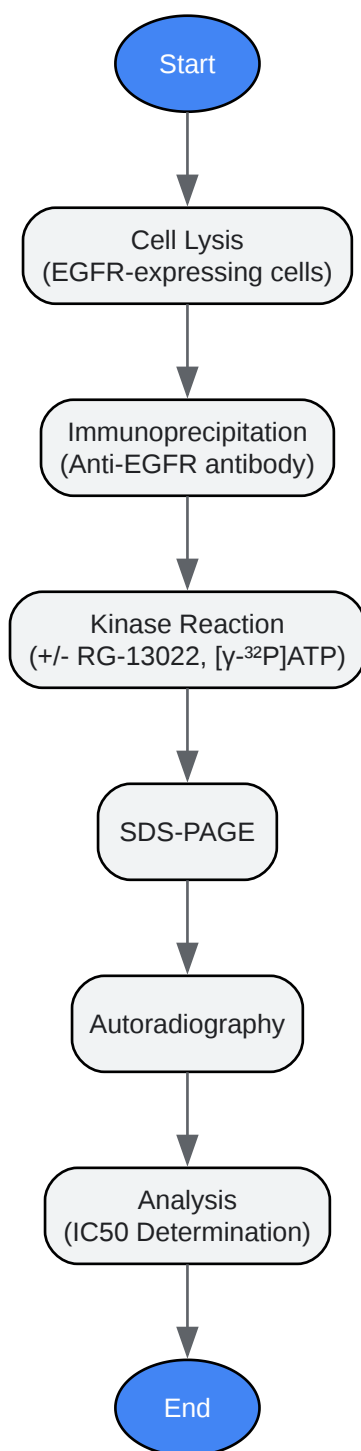 Start
Cell Lysis
(EGFR-expressing cells)
Immunoprecipitation
(Anti-EGFR antibody)
Kinase Reaction
(+/- RG-13022, [γ-³²P]ATP)
SDS-PAGE
Autoradiography
Analysis
(IC50 Determination)
End